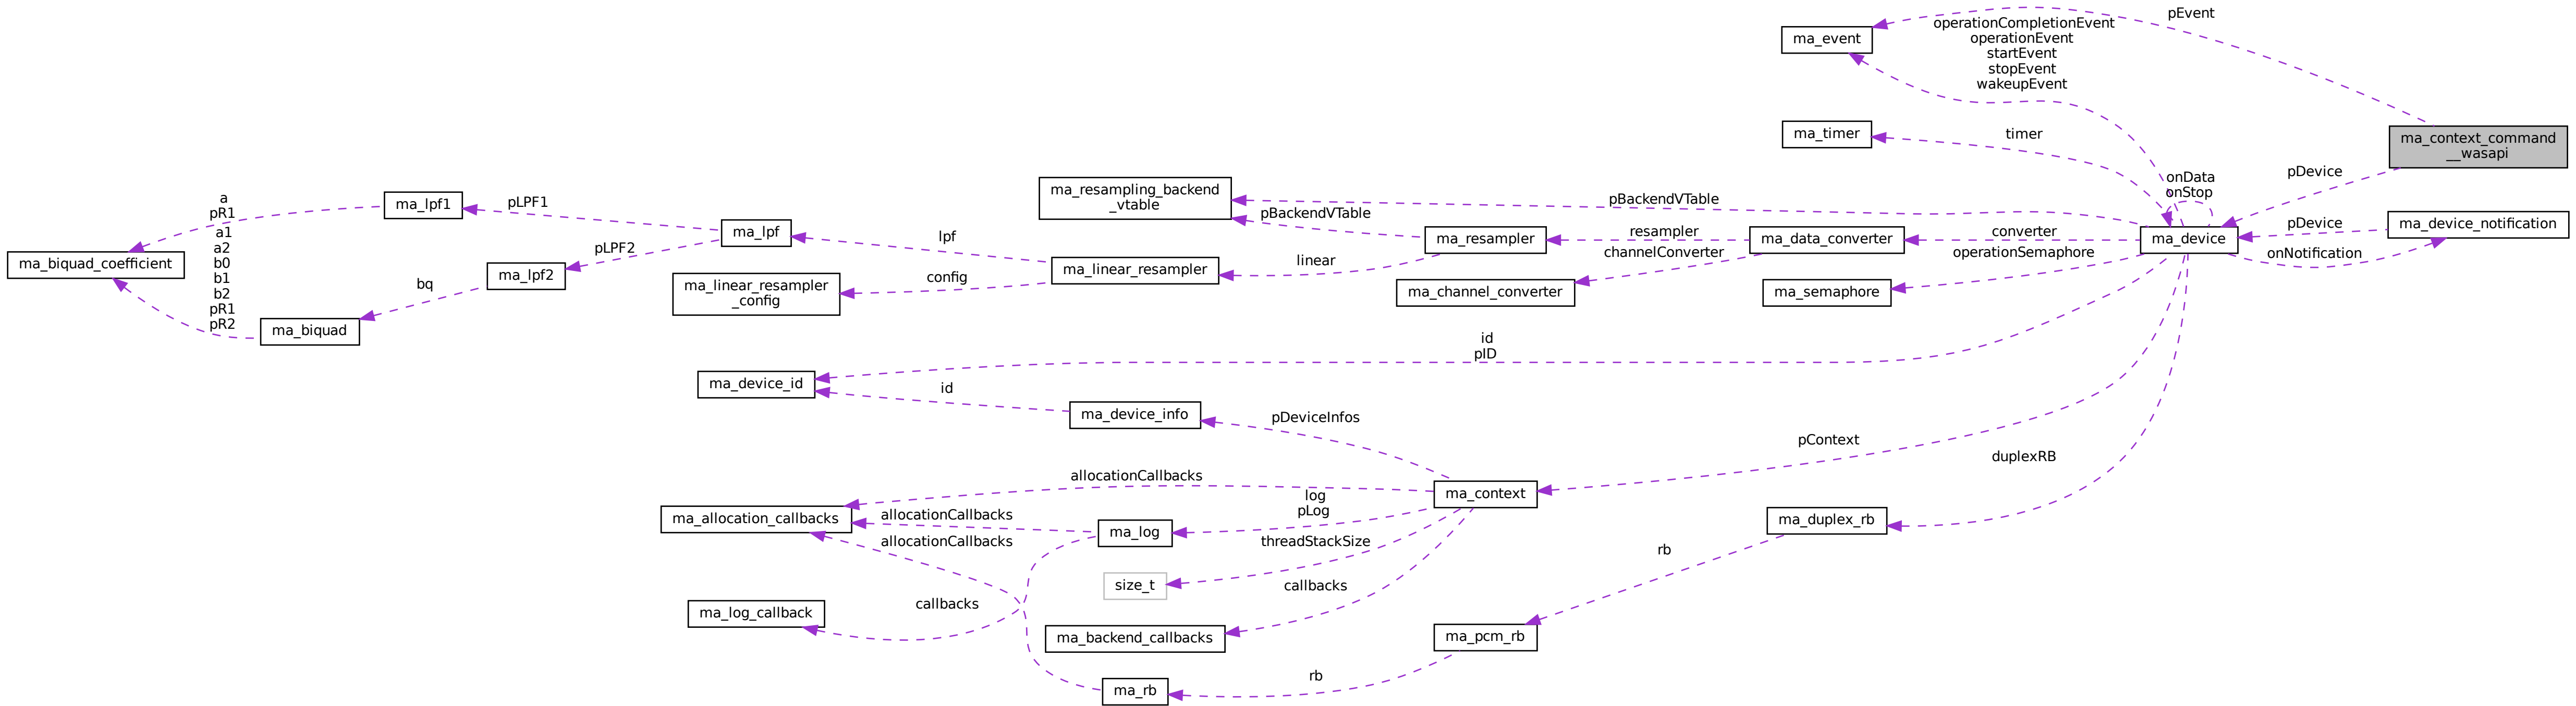 pEvent
operationCompletionEvent
operationEvent
startEvent
stopEvent
wakeupEvent
ma_event
ma_timer
timer
ma_context_command
__wasapi
pDevice
onData
onStop
ma_resampling_backend
_vtable
pBackendVTable
pBackendVTable
ma_lpf1
pLPF1
a
pR1
a1
a2
b0
b1
b2
pR1
pR2
ma_lpf
lpf
ma_resampler
resampler
ma_data_converter
converter
ma_device
pDevice
ma_device_notification
onNotification
ma_biquad_coefficient
pLPF2
ma_lpf2
bq
ma_linear_resampler
linear
channelConverter
operationSemaphore
config
ma_linear_resampler
_config
ma_channel_converter
ma_semaphore
ma_biquad
id
pID
ma_device_id
id
ma_device_info
pDeviceInfos
pContext
duplexRB
allocationCallbacks
ma_context
log
pLog
ma_allocation_callbacks
allocationCallbacks
allocationCallbacks
ma_log
threadStackSize
ma_duplex_rb
rb
size_t
callbacks
callbacks
ma_log_callback
ma_backend_callbacks
ma_pcm_rb
rb
ma_rb